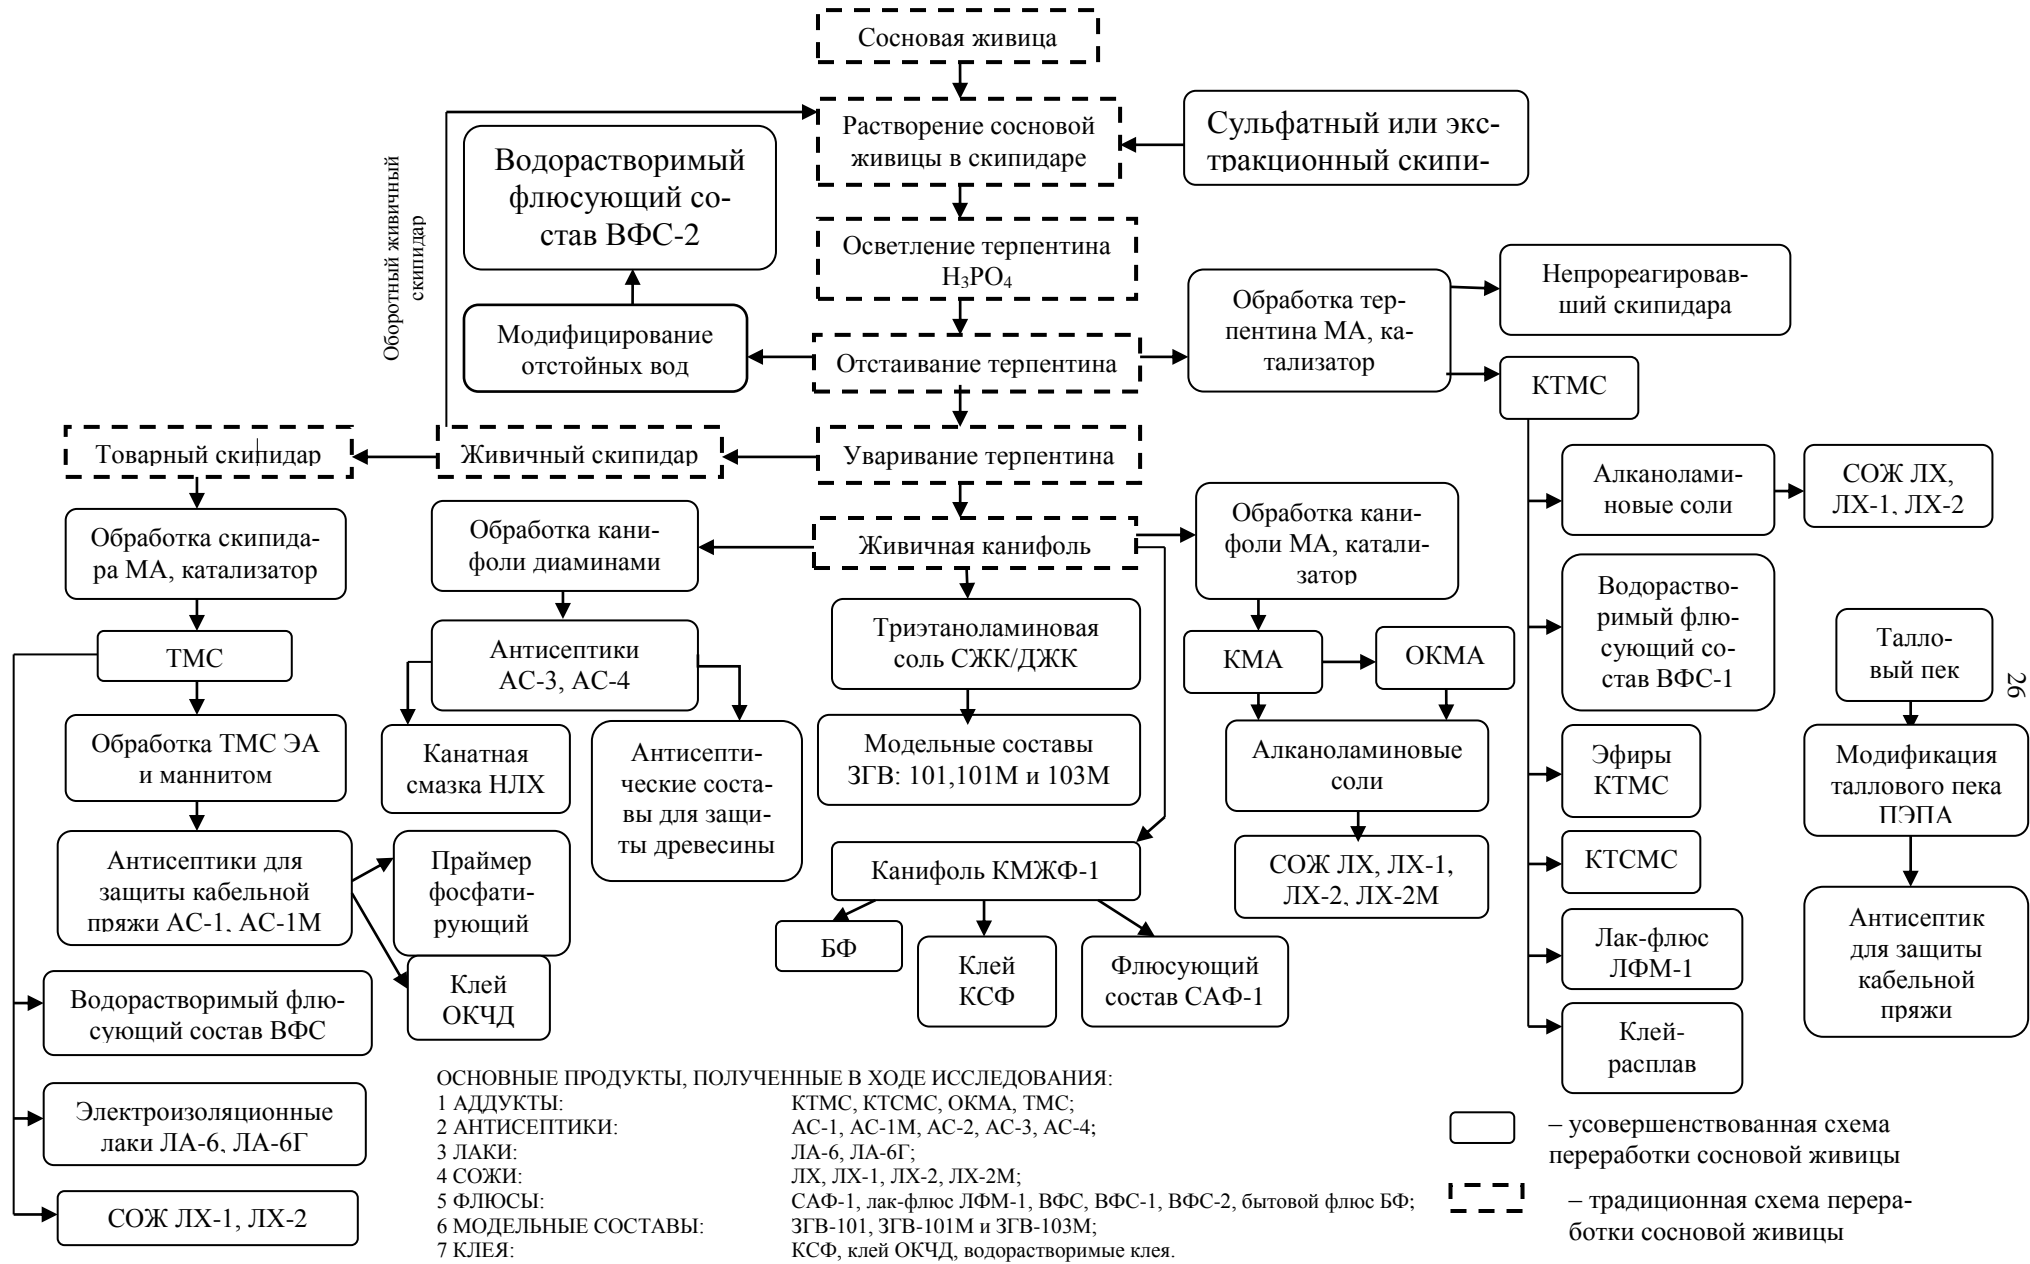 Сосновая живица
Растворение сосновой
живицы в скипидаре
Сульфатный или экс-
тракционный скипи-
Оборотный живичный
скипидар
Водорастворимый
флюсующий со-
став ВФС-2
Осветление терпентина
H₃PO₄
Модифицирование
отстойных вод
Отстаивание терпентина
Обработка тер-
пентина МА, ка-
тализатор
Непрореагировав-
ший скипидара
КТМС
Товарный скипидар
Живичный скипидар
Уваривание терпентина
Алканолами-
новые соли
СОЖ ЛХ,
ЛХ-1, ЛХ-2
Обработка скипида-
ра МА, катализатор
Обработка кани-
фоли диаминами
Живичная канифоль
Обработка кани-
фоли МА, катали-
затор
Водораство-
римый флю-
сующий со-
став ВФС-1
ТМС
Антисептики
АС-3, АС-4
Триэтаноламиновая
соль СЖК/ДЖК
КМА
ОКМА
Талло-
вый пек
26
Обработка ТМС ЭА
и маннитом
Канатная
смазка НЛХ
Антисепти-
ческие соста-
вы для защи-
ты древесины
Модельные составы
ЗГВ: 101,101М и 103М
Алканоламиновые
соли
Эфиры
КТМС
Модификация
таллового пека
ПЭПА
Антисептики для
защиты кабельной
пряжи АС-1, АС-1М
Праймер
фосфати-
рующий
Канифоль КМЖФ-1
СОЖ ЛХ, ЛХ-1,
ЛХ-2, ЛХ-2М
КТСМС
БФ
Клей
КСФ
Флюсующий
состав САФ-1
Лак-флюс
ЛФМ-1
Антисептик
для защиты
кабельной
пряжи
Водорастворимый флю-
сующий состав ВФС
Клей
ОКЧД
Клей-
расплав
Электроизоляционные
лаки ЛА-6, ЛА-6Г
СОЖ ЛХ-1, ЛХ-2
ОСНОВНЫЕ ПРОДУКТЫ, ПОЛУЧЕННЫЕ В ХОДЕ ИССЛЕДОВАНИЯ:
1 АДДУКТЫ: КТМС, КТСМС, ОКМА, ТМС;
2 АНТИСЕПТИКИ: АС-1, АС-1М, АС-2, АС-3, АС-4;
3 ЛАКИ: ЛА-6, ЛА-6Г;
4 СОЖИ: ЛХ, ЛХ-1, ЛХ-2, ЛХ-2М;
5 ФЛЮСЫ: САФ-1, лак-флюс ЛФМ-1, ВФС, ВФС-1, ВФС-2, бытовой флюс БФ;
6 МОДЕЛЬНЫЕ СОСТАВЫ: ЗГВ-101, ЗГВ-101М и ЗГВ-103М;
7 КЛЕЯ: КСФ, клей ОКЧД, водорастворимые клея.
– усовершенствованная схема
переработки сосновой живицы
– традиционная схема перера-
ботки сосновой живицы